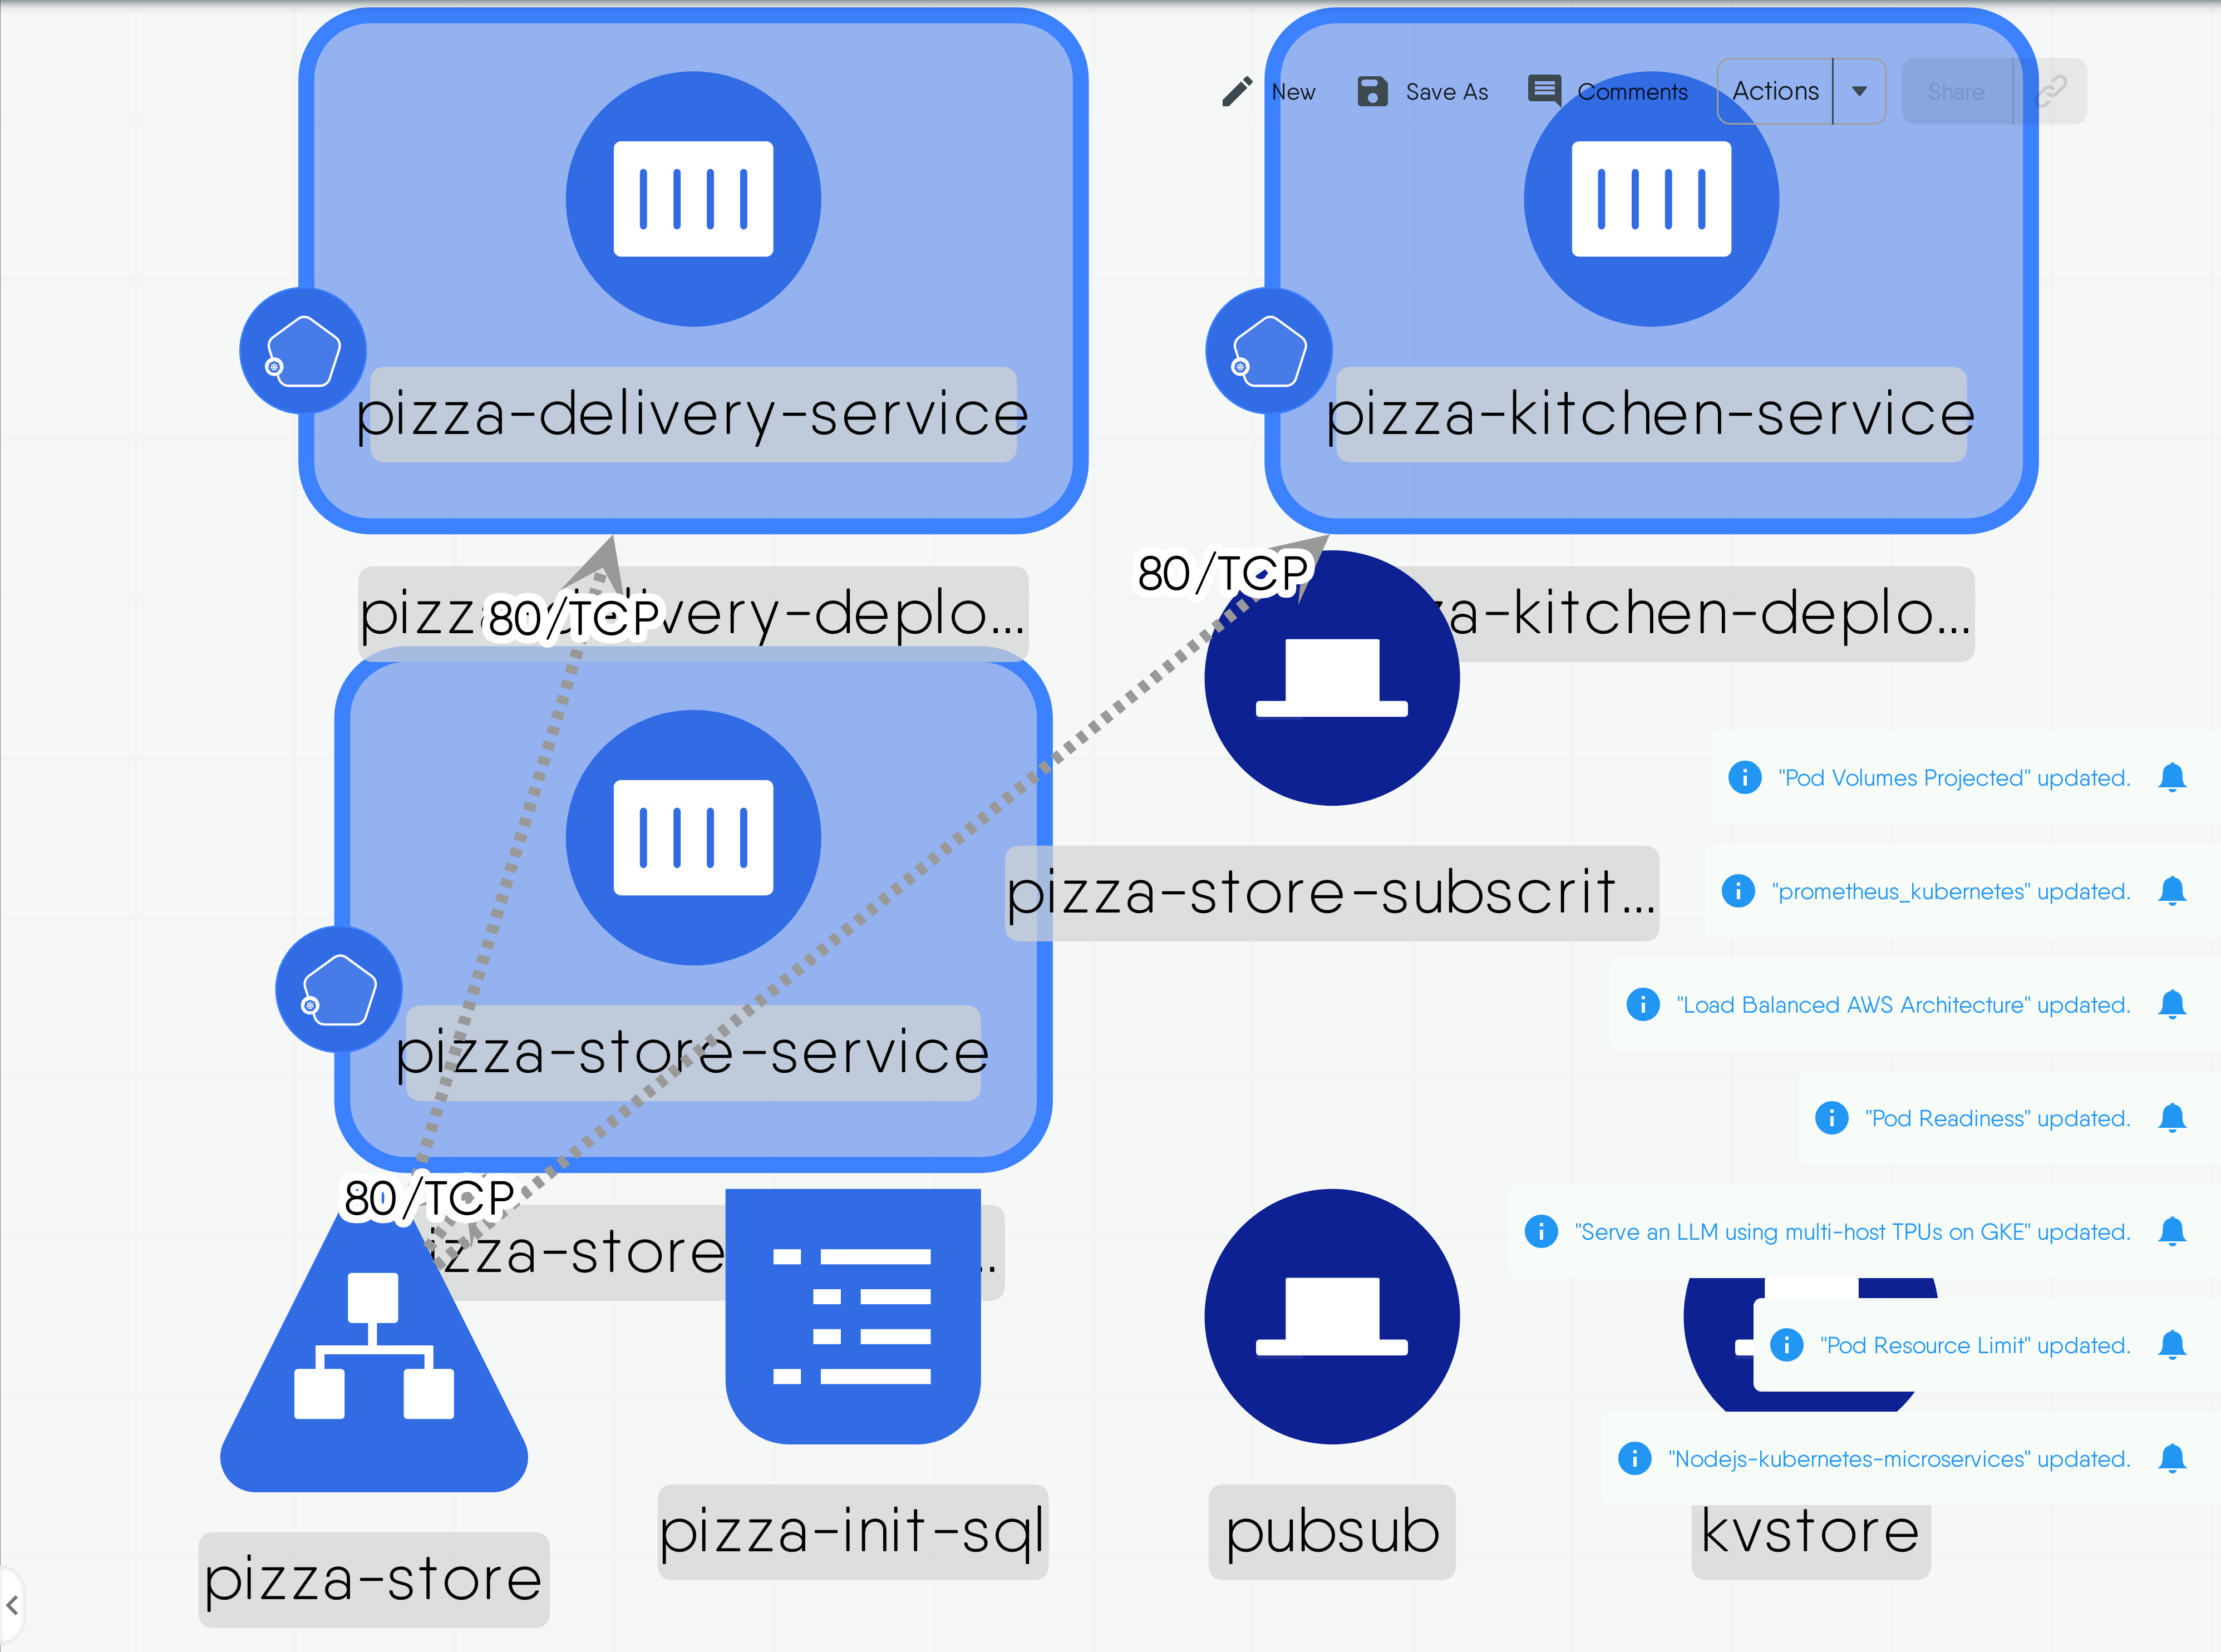 New
Save As
Comments
Actions
Share
pizza-delivery-service
pizza-kitchen-service
80/TCP
80/TCP
very-deplo...
za-kitchen-deplo...
"Pod Volumes Projected" updated.
pizza-store-subscrit...
"prometheus_kubernetes" updated.
"Load Balanced AWS Architecture" updated.
pizza-store-service
"Pod Readiness" updated.
80/TCP
izza-store
"Serve an LLM using multi-host TPUs on GKE" updated.
"Pod Resource Limit" updated.
"Nodejs-kubernetes-microservices" updated.
pizza-init-sql
pubsub
kvstore
pizza-store